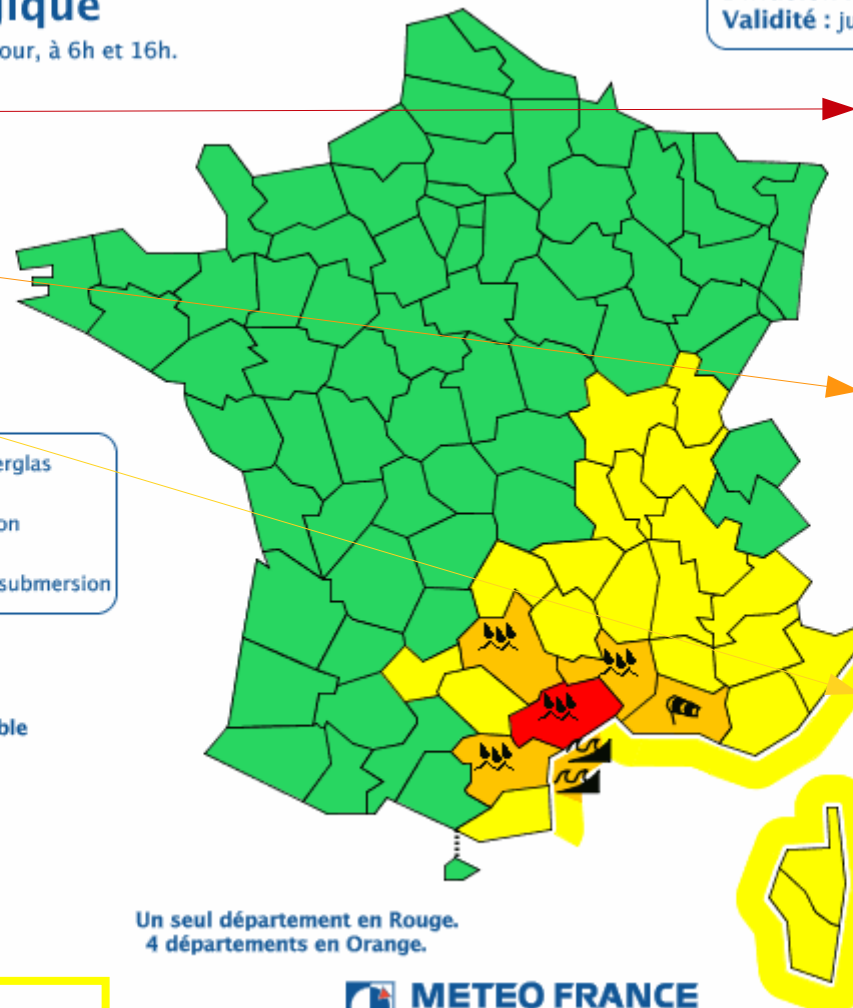 gique
our, à 6h et 16h.
Validité : ju
erglas
on
submersion
ble
Un seul département en Rouge.
4 départements en Orange.
METEO FRANCE